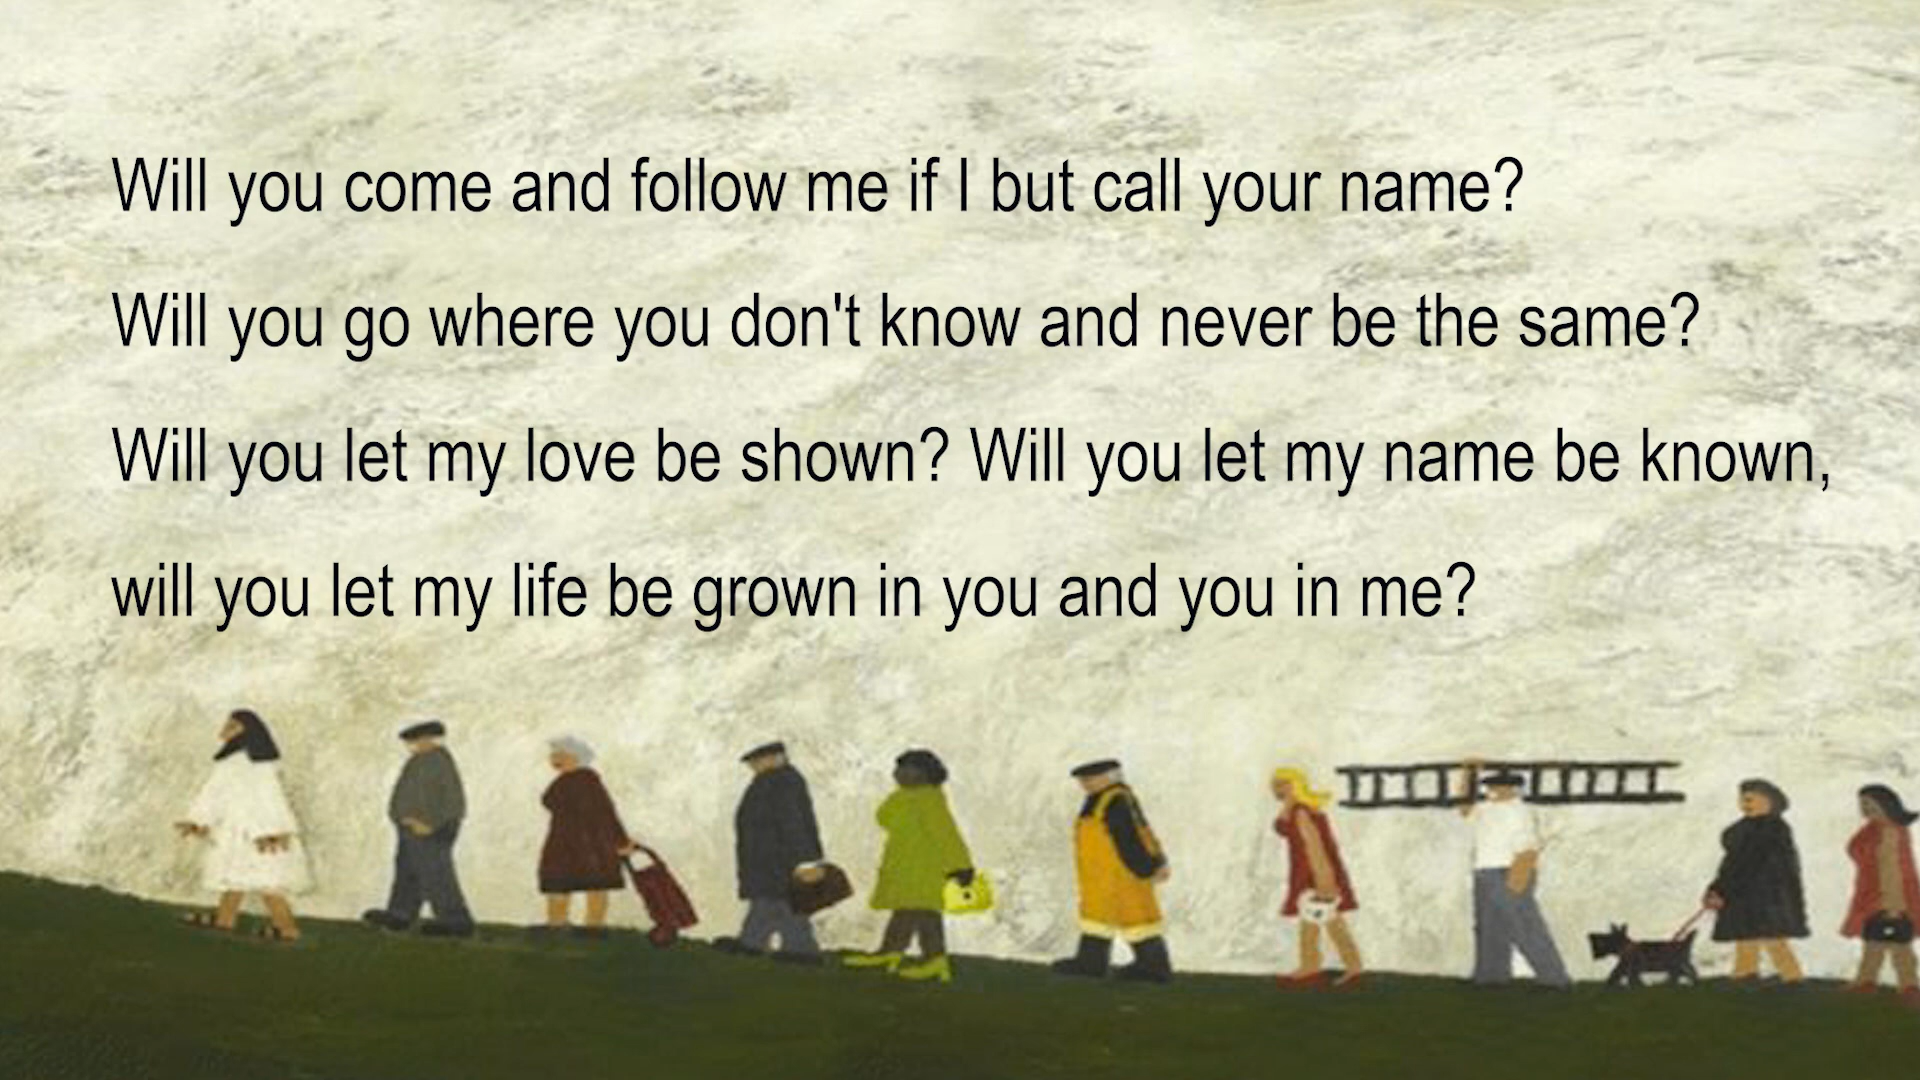 Will you come and follow me if I but call your name?
Will you go where you don't know and never be the same?
Will you let my love be shown? Will you let my name be known,
will you let my life be grown in you and you in me?